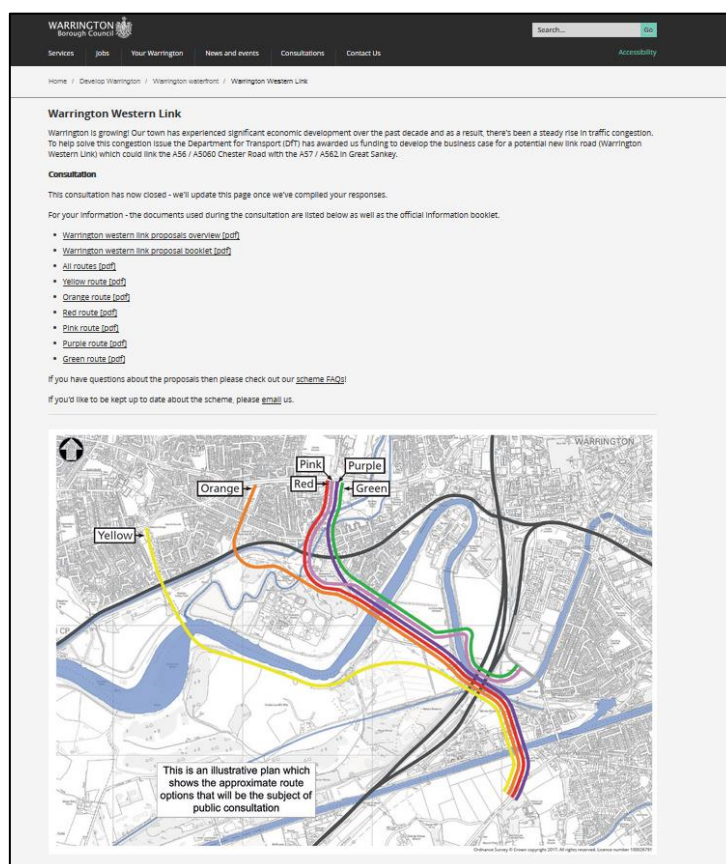 WARRINGTON
Borough Council
Search...
Go
Services
Jobs
Your Warrington
News and events
Consultations
Contact Us
Accessibility
Home / Develop Warrington / Warrington waterfront / Warrington Western Link
Warrington Western Link
Warrington is growing! Our town has experienced significant economic development over the past decade and as a result, there's been a steady rise in traffic congestion.
To help solve this congestion issue the Department for Transport (DfT) has awarded us funding to develop the business case for a potential new link road (Warrington
Western Link) which could link the A56 / A5060 Chester Road with the A57 / A562 in Great Sankey.
Consultation
This consultation has now closed - we'll update this page once we've compiled your responses.
For your information - the documents used during the consultation are listed below as well as the official information booklet.
Warrington western link proposals overview [pdf]
Warrington western link proposal booklet [pdf]
All routes [pdf]
Yellow route [pdf]
Orange route [pdf]
Red route [pdf]
Pink route [pdf]
Purple route [pdf]
Green route [pdf]
If you have questions about the proposals then please check out our scheme FAQs!
If you'd like to be kept up to date about the scheme, please email us.
WARRINGTON
Pink
Purple
Orange
Red
Green
Yellow
This is an illustrative plan which
shows the approximate route
options that will be the subject of
public consultation
Ordnance Survey © Crown copyright 2017. All rights reserved. Licence number